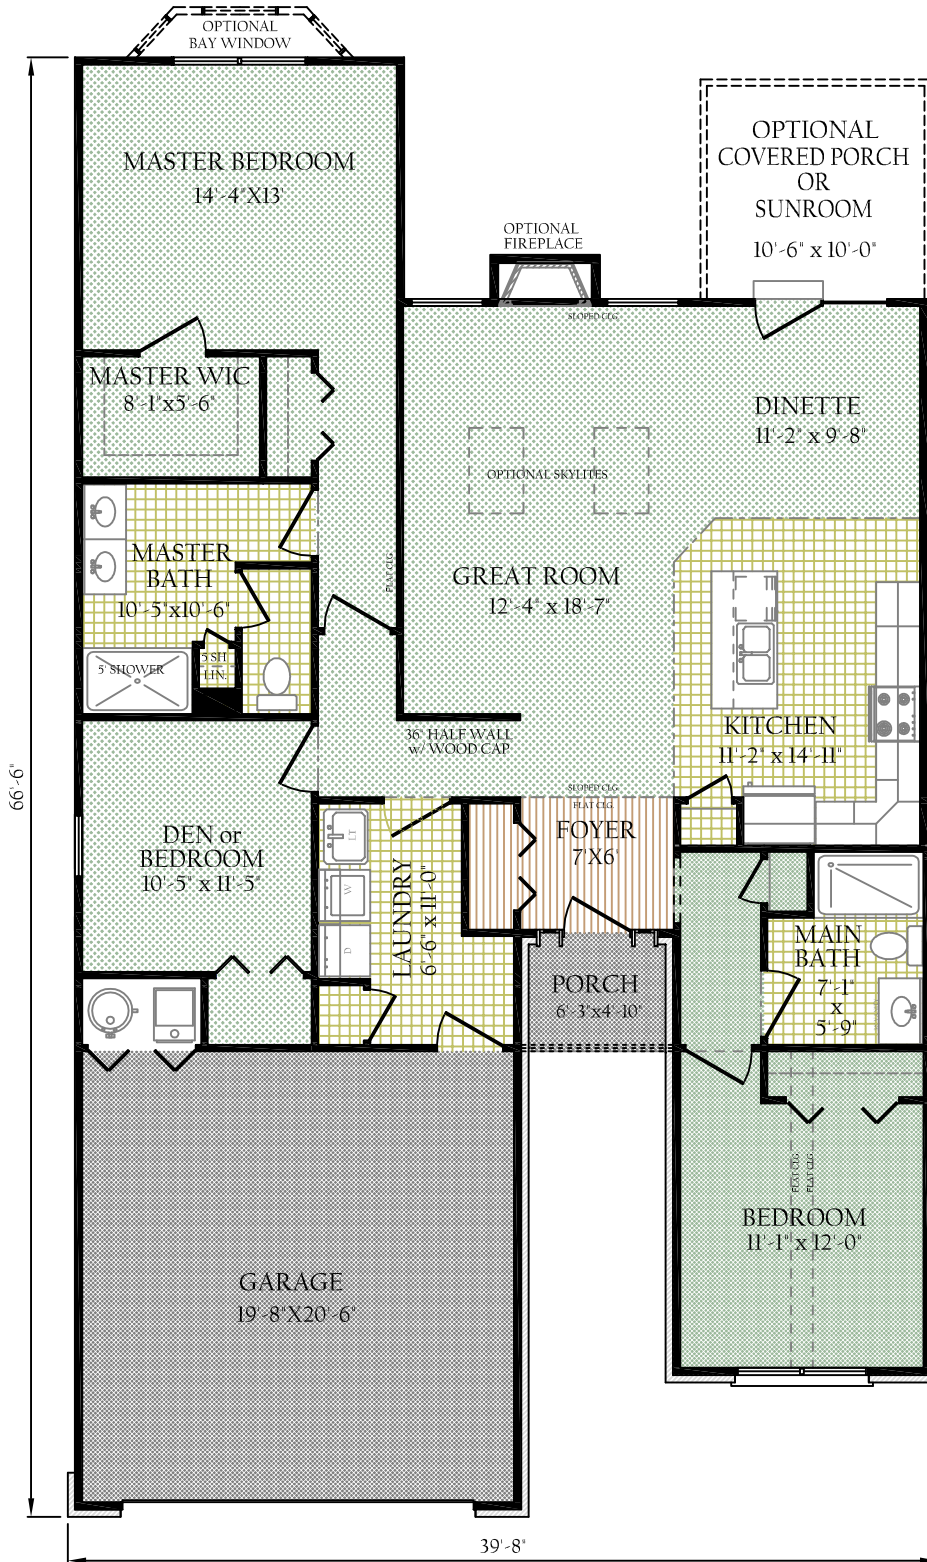 OPTIONAL
BAY WINDOW
MASTER BEDROOM
14'-4"X13'
OPTIONAL
COVERED PORCH
OR
SUNROOM
10'-6" x 10'-0"
OPTIONAL
FIREPLACE
SLOPED CLG.
MASTER WIC
8'-1"x5'-6"
DINETTE
11'-2" x 9'-8"
OPTIONAL SKYLITES
MASTER
BATH
10'-5"x10'-6"
FLAT CLG.
GREAT ROOM
12'-4" x 18'-7"
5' SHOWER
5 SH
LIN.
KITCHEN
11'-2" x 14'-11"
36' HALF WALL
w/ WOOD CAP
66'-6"
SLOPED CLG.
FLAT CLG.
FOYER
7'X6'
DEN or
BEDROOM
10'-5" x 11'-5"
LT
W
D
LAUNDRY
6'-6" x 11'-0"
MAIN
BATH
7'-1"
x
5'-9"
PORCH
6'-3"x4'-10"
FLAT CLG.
FLAT CLG.
BEDROOM
11'-1" x 12'-0"
GARAGE
19'-8"X20'-6"
39'-8"